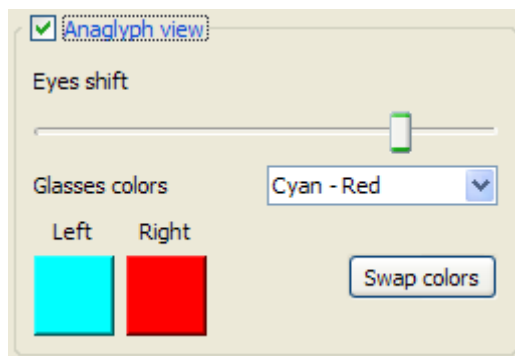 Anaglyph view
Eyes shift
Glasses colors Cyan - Red
Left Right
Swap colors